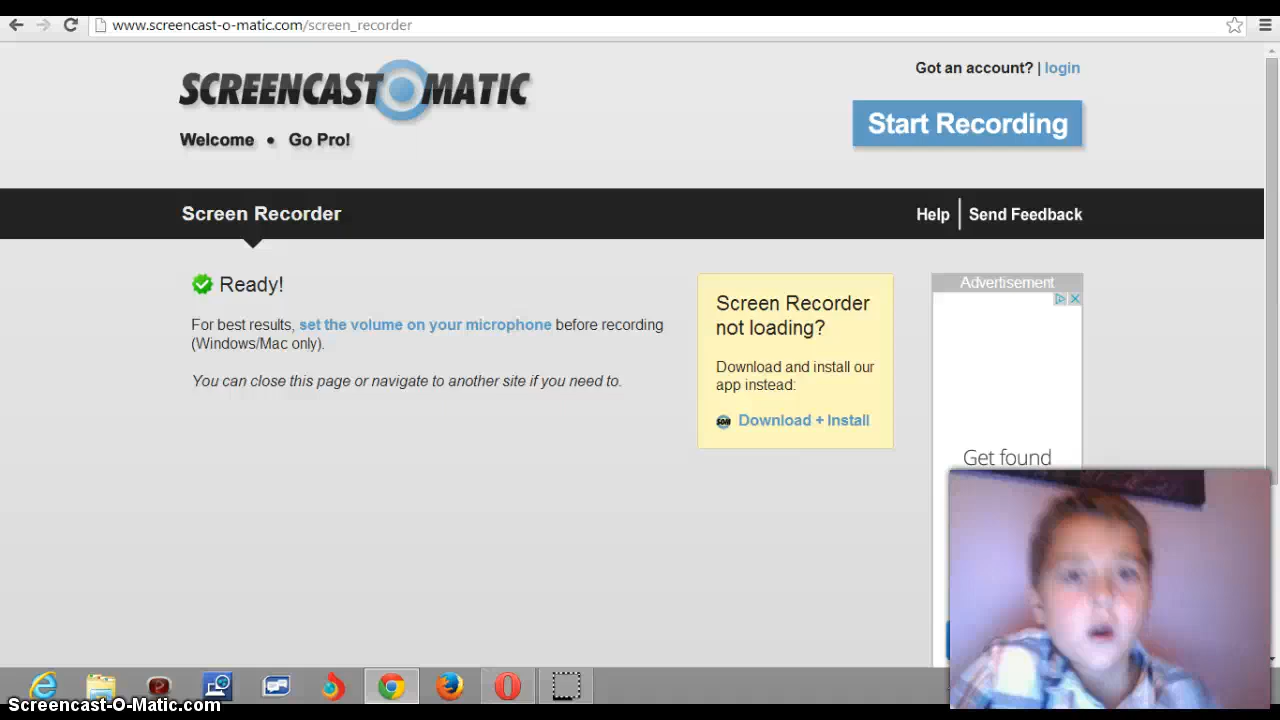 www.screencast-o-matic.com/screen_recorder
Got an account? | login
SCREENCAST O MATIC
Start Recording
Welcome • Go Pro!
Screen Recorder
Help | Send Feedback
Ready!
For best results, set the volume on your microphone before recording
(Windows/Mac only).
You can close this page or navigate to another site if you need to.
Screen Recorder
not loading?
Download and install our
app instead:
SOM Download + Install
Advertisement
Get found
Screencast-O-Matic.com